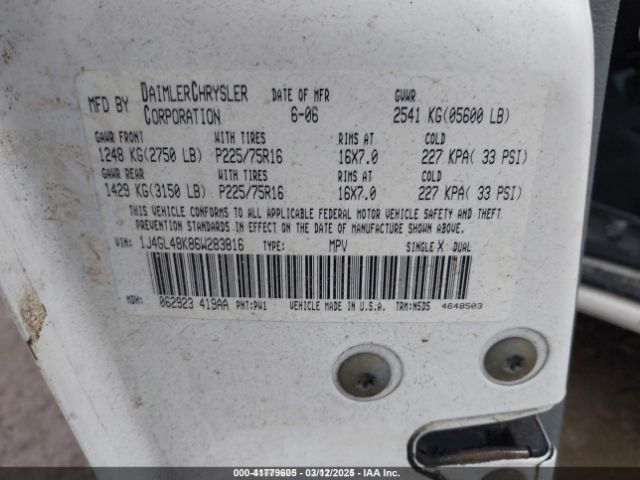 MFD BY DAIMLERCHRYSLER CORPORATION DATE OF MFR 6-06 GVWR 2541 KG(05600 LB)
GAWR FRONT WITH TIRES RIMS AT COLD
1248 KG(2750 LB) P225/75R16 16X7.0 227 KPA( 33 PSI)
GAWR REAR WITH TIRES RIMS AT COLD
1429 KG(3150 LB) P225/75R16 16X7.0 227 KPA( 33 PSI)
THIS VEHICLE CONFORMS TO ALL APPLICABLE FEDERAL MOTOR VEHICLE SAFETY AND THEFT
PREVENTION STANDARDS IN EFFECT ON THE DATE OF MANUFACTURE SHOWN ABOVE.
VIN: 1J4GL48K86W283816 TYPE: MPV SINGLE X DUAL
MDH: 062923 419AA PNT:PW1 VEHICLE MADE IN U.S.A. TRM:N5D5 4648503
00-41779605 - 03/12/2025 - IAA Inc.